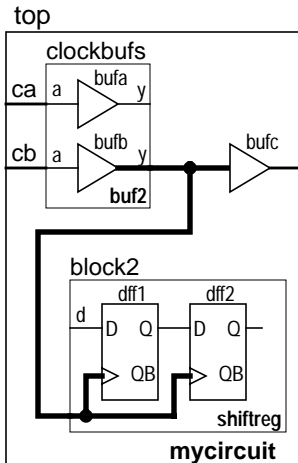 top
clockbufs
ca a bufa y
cb a bufb y bufc
buf2
block2
d dff1 dff2
D Q D Q
QB QB
shiftreg
mycircuit